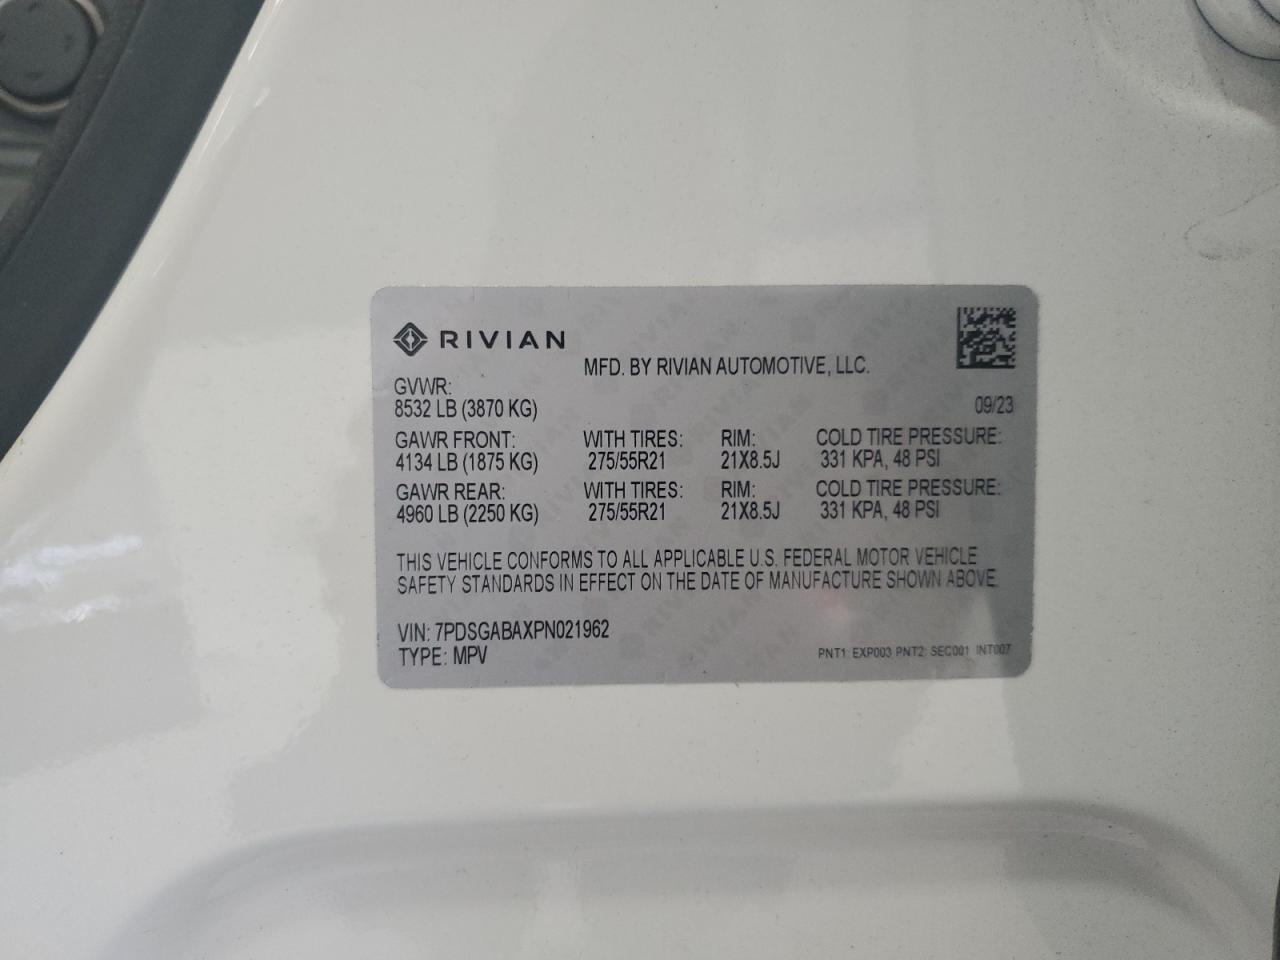 RIVIAN
MFD. BY RIVIAN AUTOMOTIVE, LLC.
GVWR:
8532 LB (3870 KG)
09/23
GAWR FRONT: WITH TIRES: RIM: COLD TIRE PRESSURE:
4134 LB (1875 KG) 275/55R21 21X8.5J 331 KPA, 48 PSI
GAWR REAR: WITH TIRES: RIM: COLD TIRE PRESSURE:
4960 LB (2250 KG) 275/55R21 21X8.5J 331 KPA, 48 PSI
THIS VEHICLE CONFORMS TO ALL APPLICABLE U.S. FEDERAL MOTOR VEHICLE
SAFETY STANDARDS IN EFFECT ON THE DATE OF MANUFACTURE SHOWN ABOVE.
VIN: 7PDSGABAXPN021962
TYPE: MPV
PNT1: EXP003 PNT2: SEC001 INT007